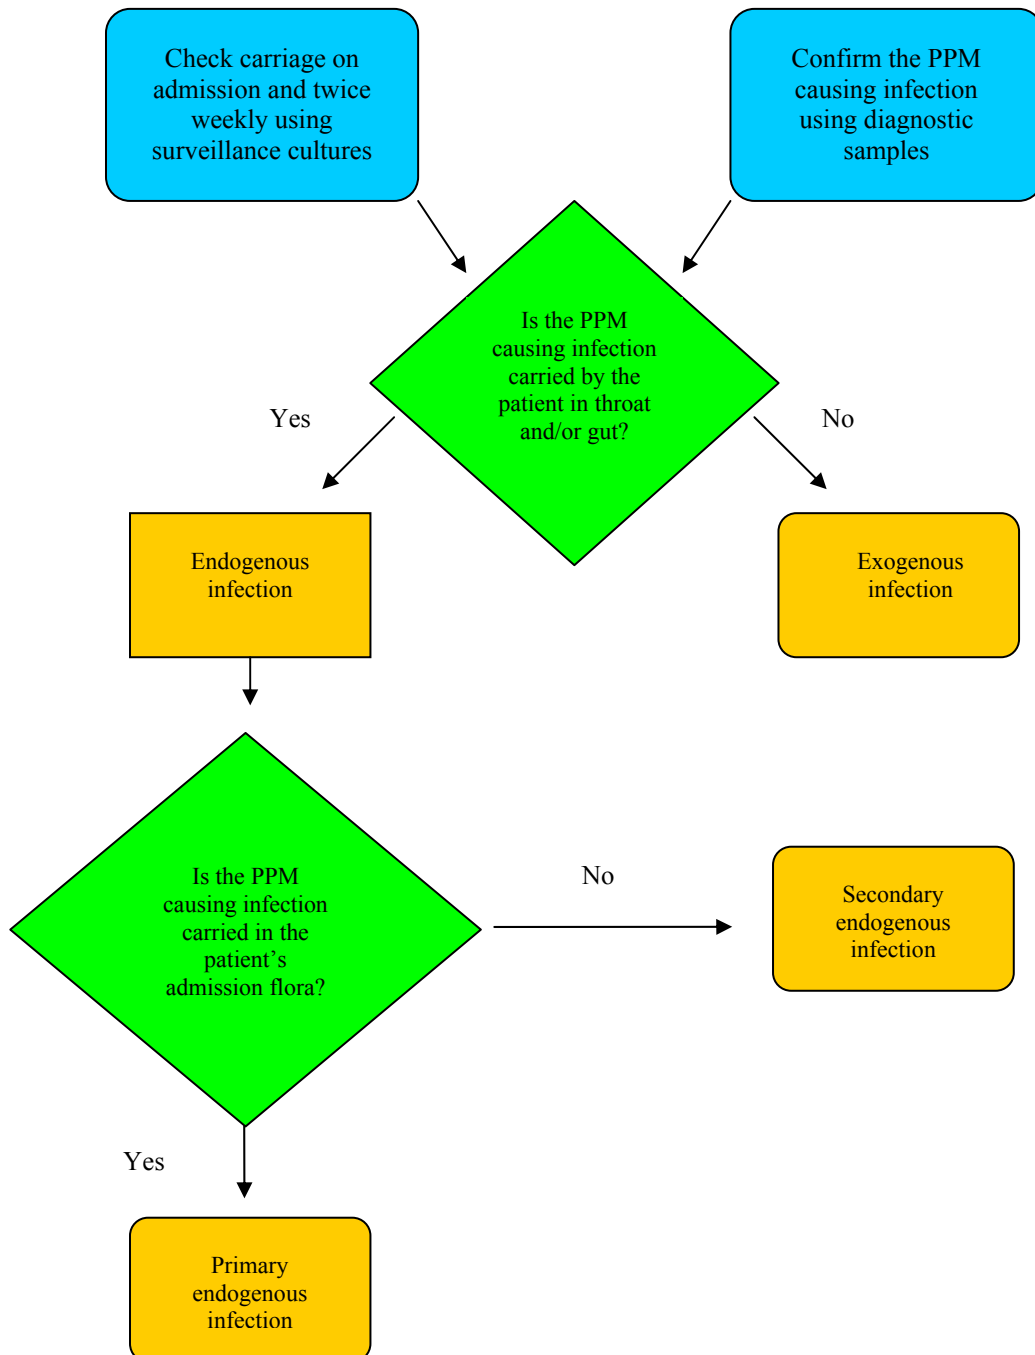 Check carriage on
admission and twice
weekly using
surveillance cultures
Confirm the PPM
causing infection
using diagnostic
samples
Is the PPM
causing infection
carried by the
patient in throat
and/or gut?
Yes
No
Endogenous
infection
Exogenous
infection
Is the PPM
causing infection
carried in the
patient’s
admission flora?
No
Secondary
endogenous
infection
Yes
Primary
endogenous
infection